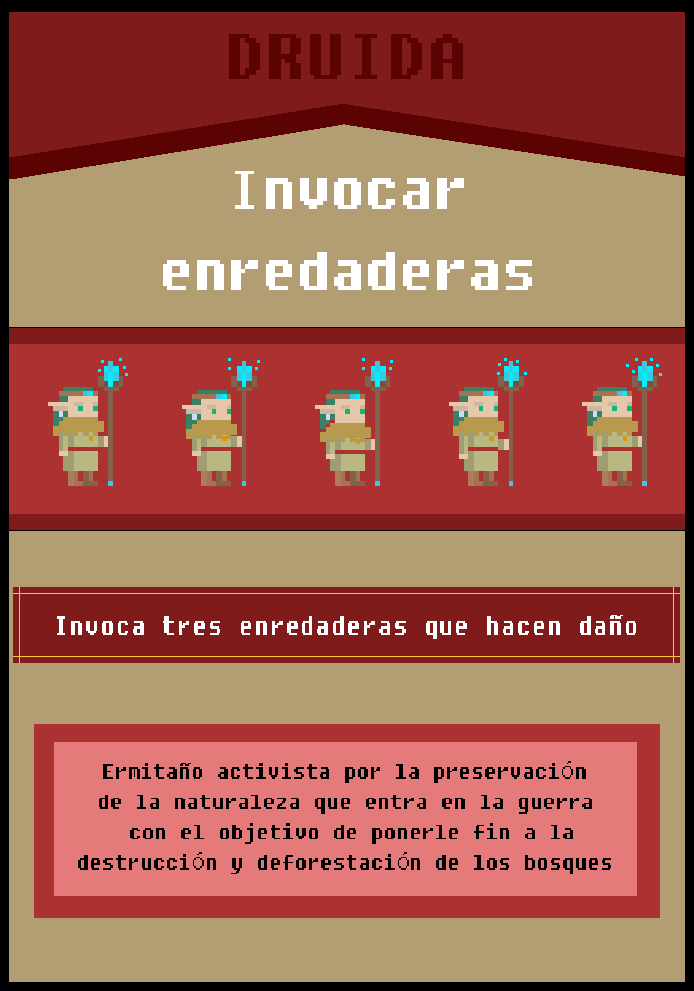 DRUIDA
Invocar
enredaderas
Invoca tres enredaderas que hacen daño
Ermitaño activista por la preservación
de la naturaleza que entra en la guerra
con el objetivo de ponerle fin a la
destrucción y deforestación de los bosques